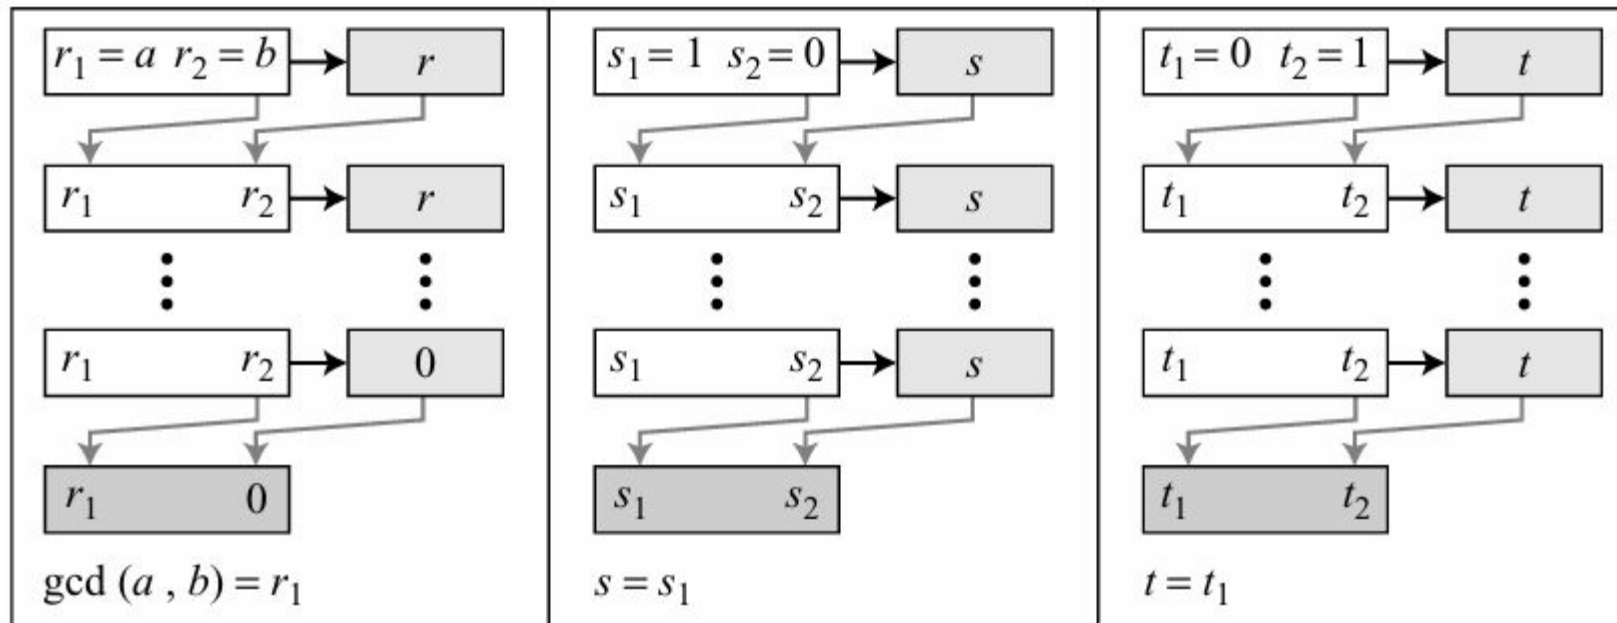 r₁ = a r₂ = b r
r₁ r₂ r
r₁ r₂ 0
r₁ 0
gcd (a , b) = r₁
s₁ = 1 s₂ = 0 s
s₁ s₂ s
s₁ s₂ s
s₁ s₂
s = s₁
t₁ = 0 t₂ = 1 t
t₁ t₂ t
t₁ t₂ t
t₁ t₂
t = t₁